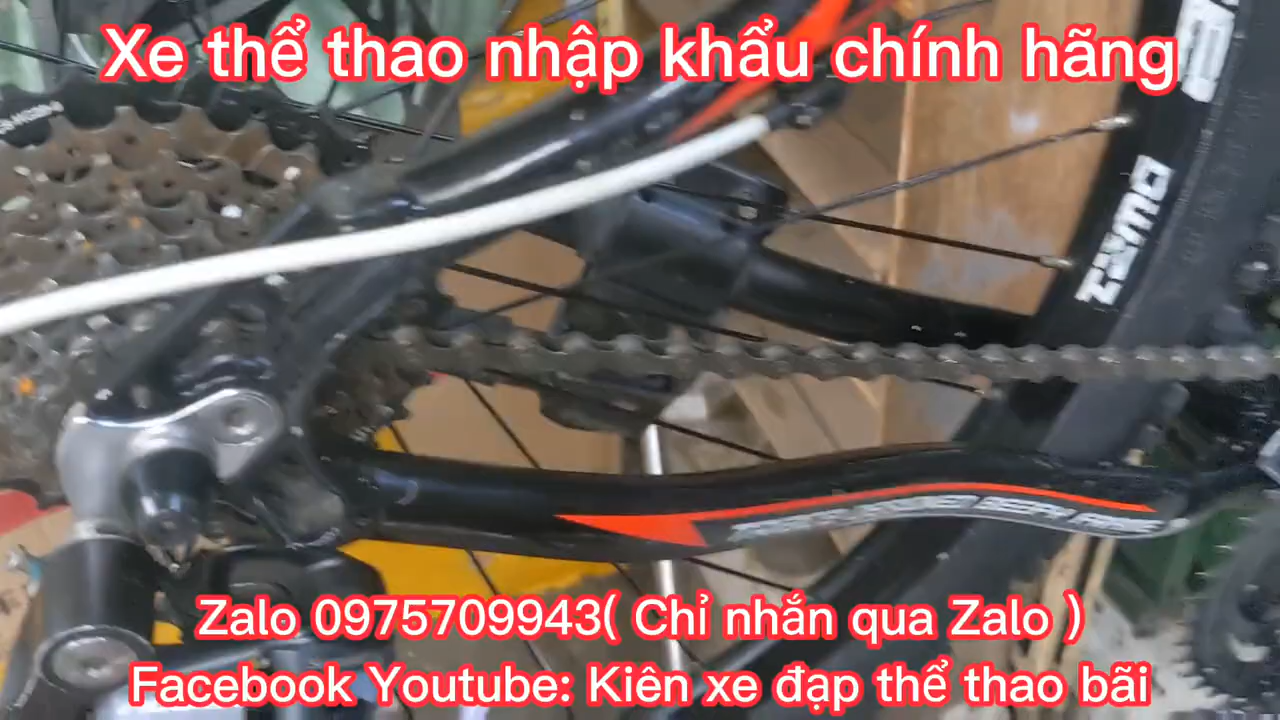 Xe thể thao nhập khẩu chính hãng
ZOMO
Zalo 0975709943( Chỉ nhắn qua Zalo )
Facebook Youtube: Kiên xe đạp thể thao bãi